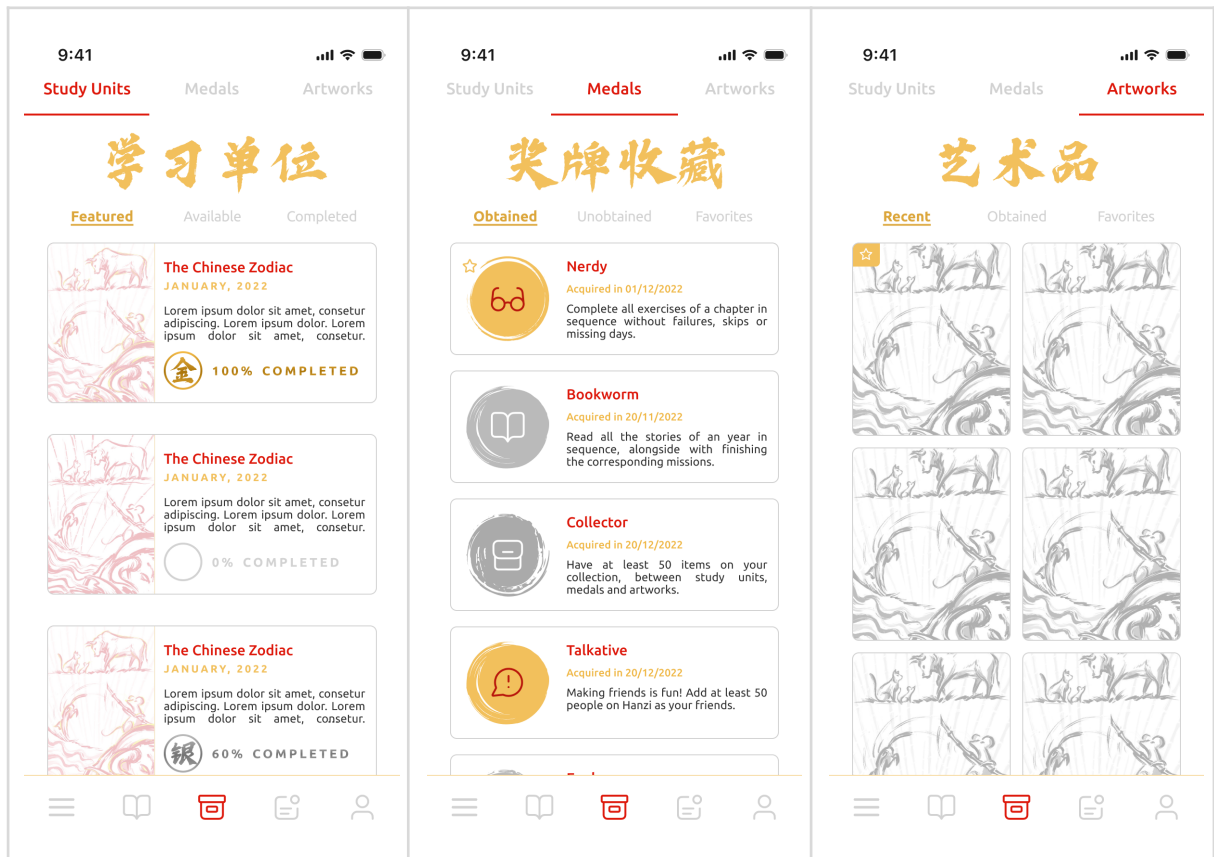 9:41
Study Units
Medals
Artworks
学习单位
Featured
Available
Completed
The Chinese Zodiac
JANUARY, 2022
Lorem ipsum dolor sit amet, consetur
adipiscing. Lorem ipsum dolor. Lorem
ipsum dolor sit amet, consetur.
金
100% COMPLETED
The Chinese Zodiac
JANUARY, 2022
Lorem ipsum dolor sit amet, consetur
adipiscing. Lorem ipsum dolor. Lorem
ipsum dolor sit amet, consetur.
0% COMPLETED
The Chinese Zodiac
JANUARY, 2022
Lorem ipsum dolor sit amet, consetur
adipiscing. Lorem ipsum dolor. Lorem
ipsum dolor sit amet, consetur.
银
60% COMPLETED
9:41
Study Units
Medals
Artworks
奖牌收藏
Obtained
Unobtained
Favorites
Nerdy
Acquired in 01/12/2022
Complete all exercises of a chapter in
sequence without failures, skips or
missing days.
Bookworm
Acquired in 20/11/2022
Read all the stories of an year in
sequence, alongside with finishing
the corresponding missions.
Collector
Acquired in 20/12/2022
Have at least 50 items on your
collection, between study units,
medals and artworks.
Talkative
Acquired in 20/12/2022
Making friends is fun! Add at least 50
people on Hanzi as your friends.
9:41
Study Units
Medals
Artworks
艺术品
Recent
Obtained
Favorites